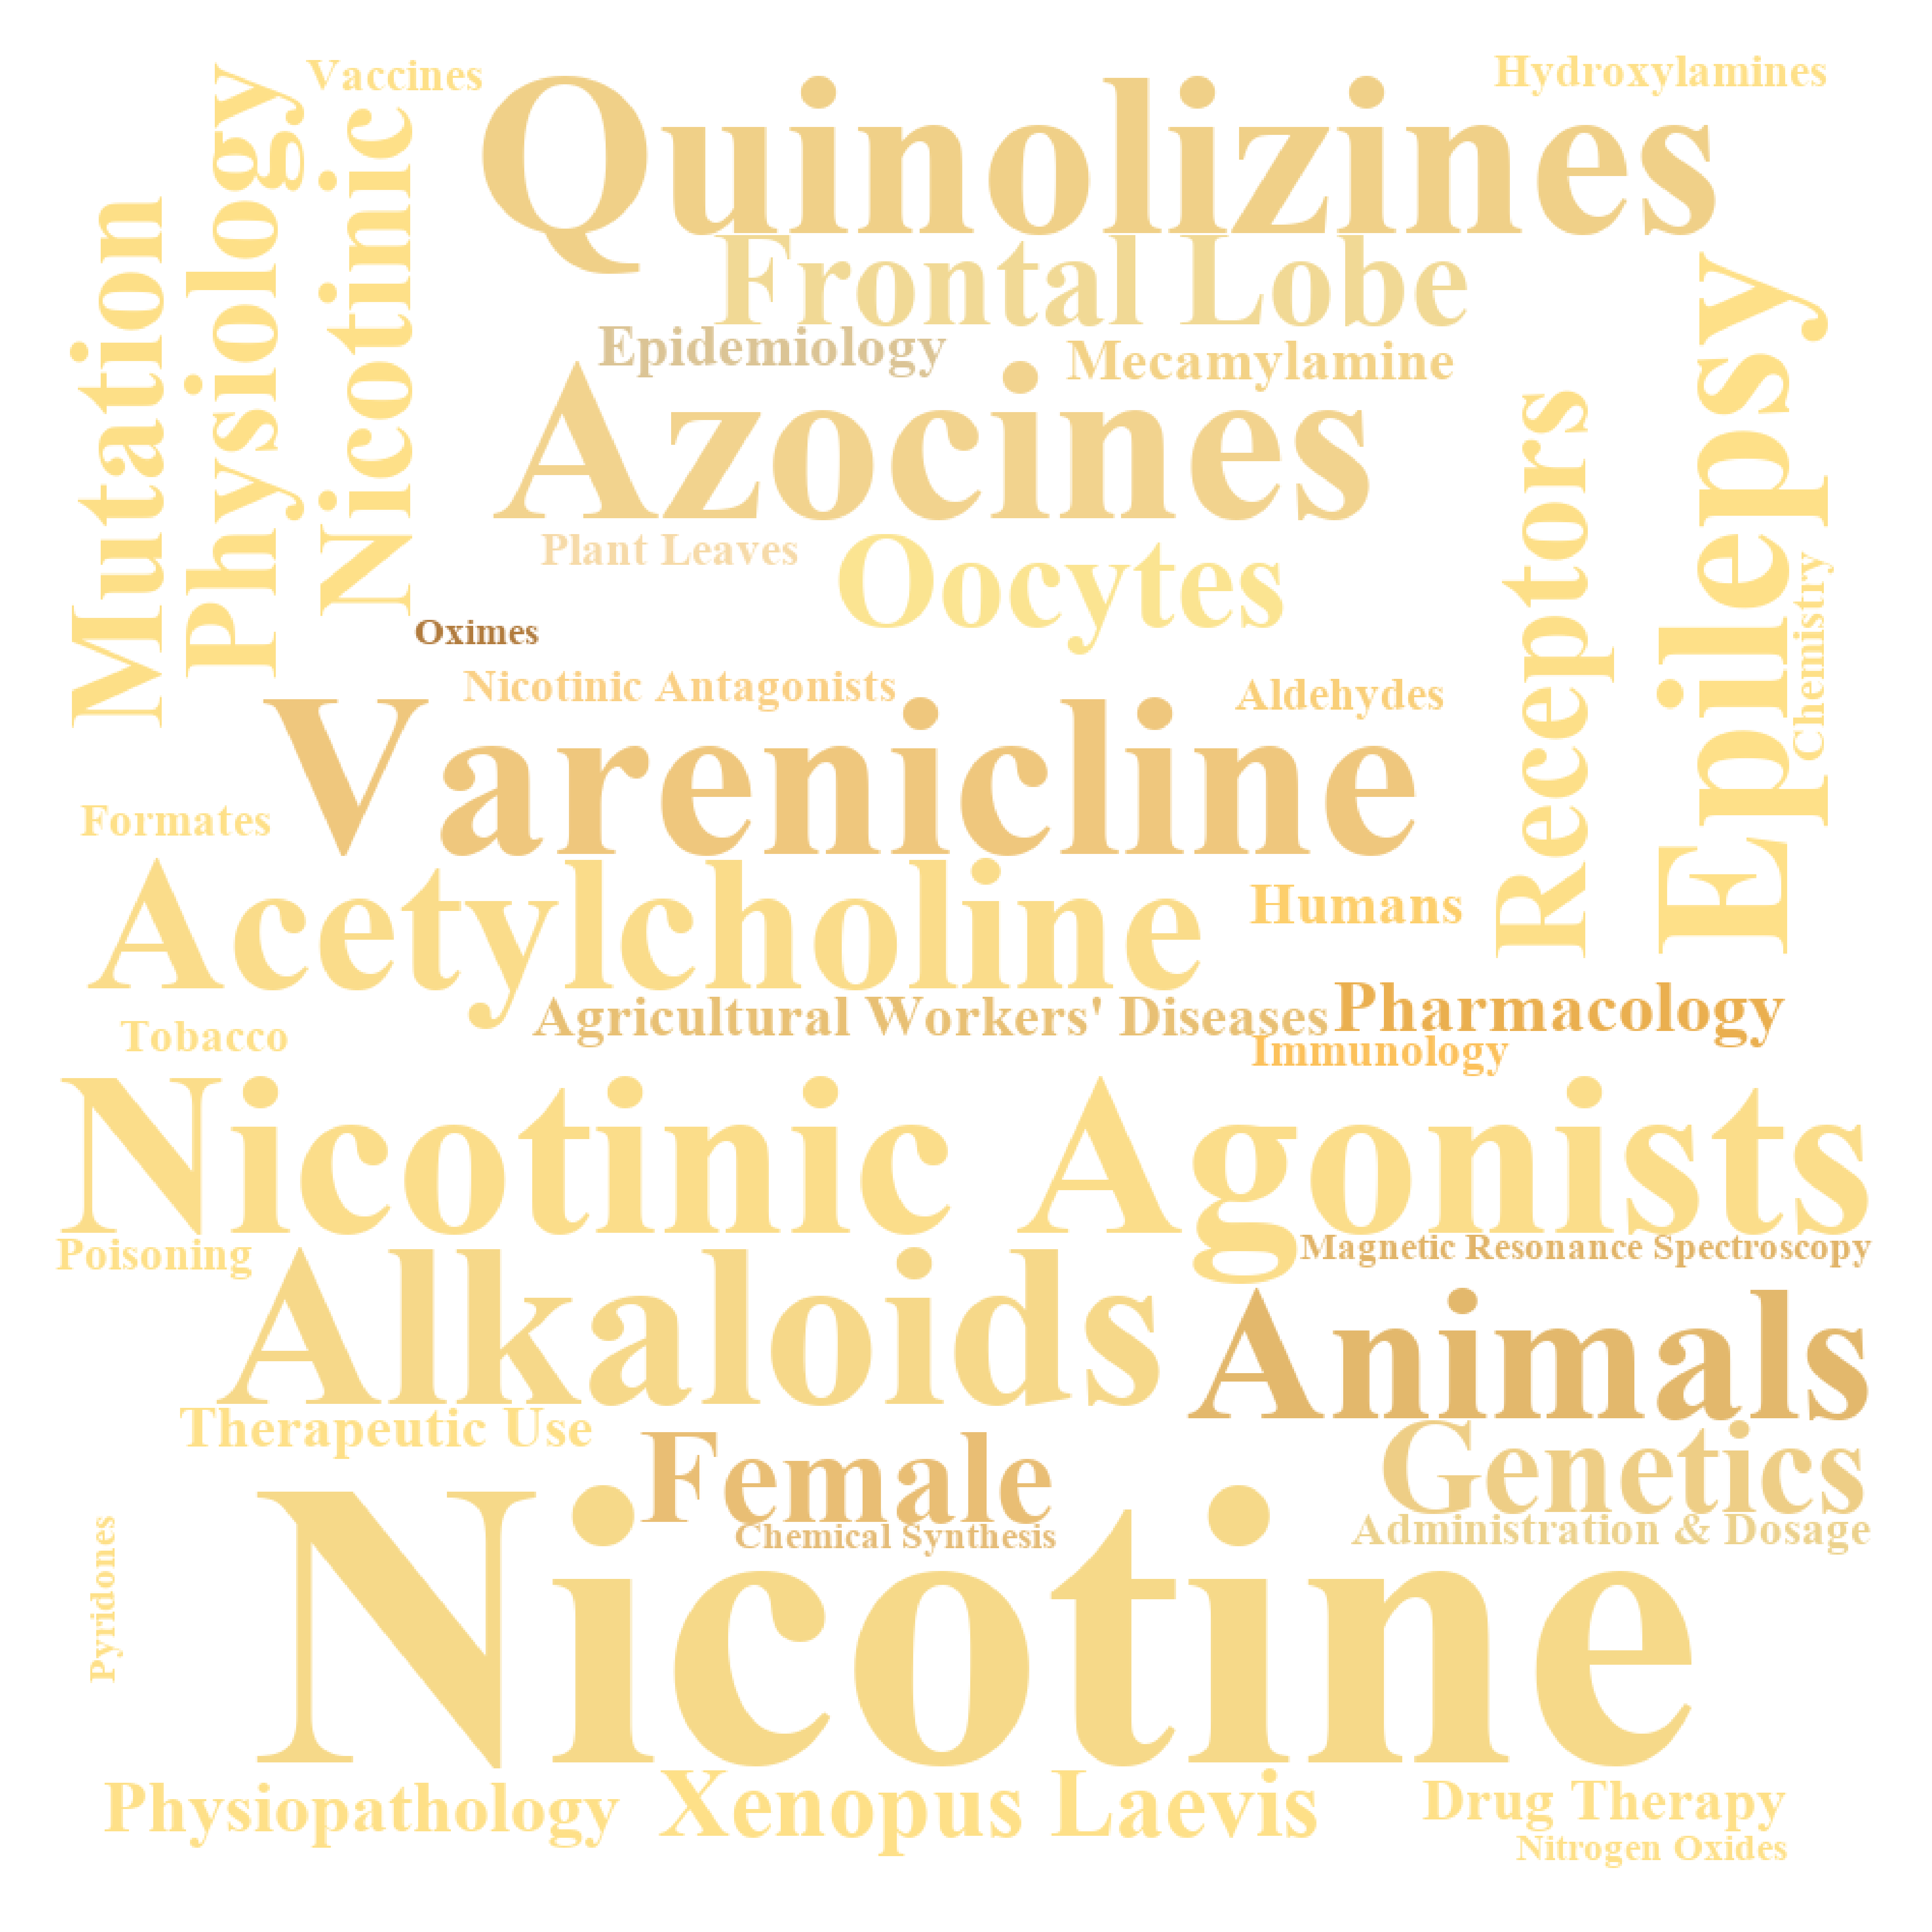 Vaccines
Hydroxylamines
Quinolizines
Mutation
Physiology
Nicotinic
Frontal Lobe
Epidemiology
Mecamylamine
Azocines
Receptors
Epilepsy
Chemistry
Plant Leaves
Oocytes
Oximes
Nicotinic Antagonists
Aldehydes
Varenicline
Formates
Acetylcholine
Humans
Agricultural Workers' Diseases
Pharmacology
Tobacco
Immunology
Nicotinic Agonists
Poisoning
Magnetic Resonance Spectroscopy
Alkaloids
Animals
Therapeutic Use
Female
Genetics
Chemical Synthesis
Administration & Dosage
Pyridones
Nicotine
Physiopathology
Xenopus Laevis
Drug Therapy
Nitrogen Oxides